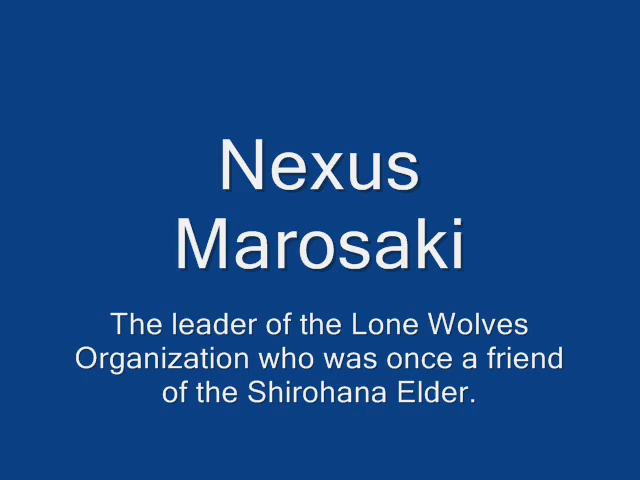 Nexus
Marosaki
The leader of the Lone Wolves
Organization who was once a friend
of the Shirohana Elder.